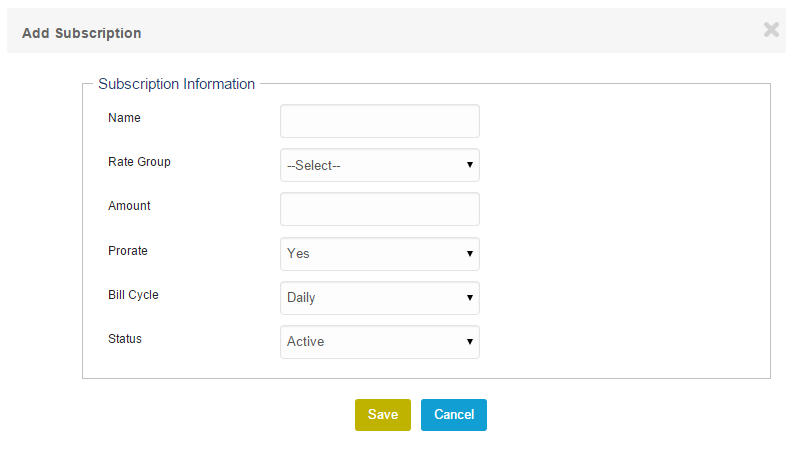 Add Subscription
Subscription Information
Name
Rate Group --Select--
Amount
Prorate Yes
Bill Cycle Daily
Status Active
Save Cancel